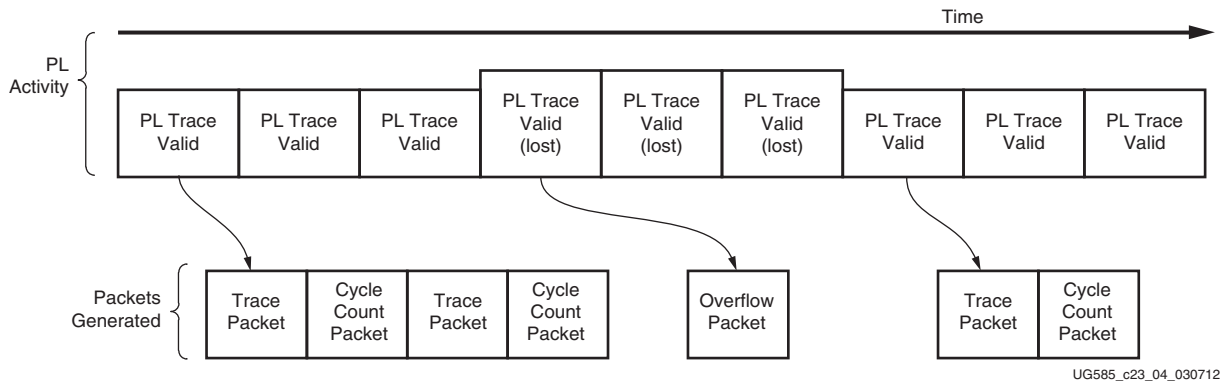 Time
PL
Activity
PL Trace
Valid
PL Trace
Valid
PL Trace
Valid
PL Trace
Valid
(lost)
PL Trace
Valid
(lost)
PL Trace
Valid
(lost)
PL Trace
Valid
PL Trace
Valid
PL Trace
Valid
Packets
Generated
Trace
Packet
Cycle
Count
Packet
Trace
Packet
Cycle
Count
Packet
Overflow
Packet
Trace
Packet
Cycle
Count
Packet
UG585_c23_04_030712